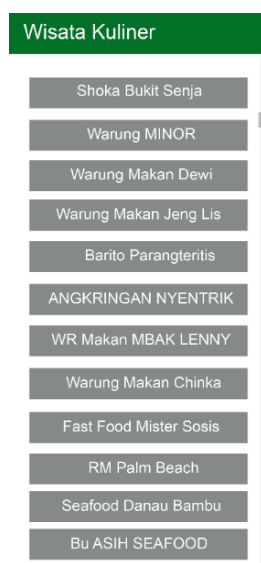 Wisata Kuliner
Shoka Bukit Senja
Warung MINOR
Warung Makan Dewi
Warung Makan Jeng Lis
Barito Parangteritis
ANGKRINGAN NYENTRIK
WR Makan MBAK LENNY
Warung Makan Chinka
Fast Food Mister Sosis
RM Palm Beach
Seafood Danau Bambu
Bu ASIH SEAFOOD